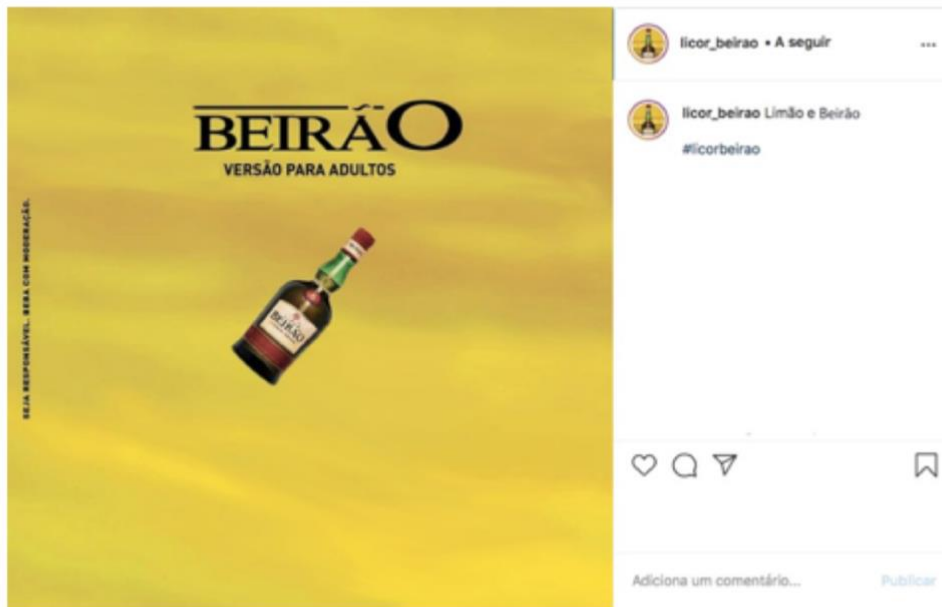 BEIRÃO
VERSÃO PARA ADULTOS
SEJA RESPONSÁVEL. BEBA COM MODERAÇÃO.
BEIRÃO
licor_beirao • A seguir
licor_beirao Limão e Beirão
#licorbeirao
Adiciona um comentário...
Publicar